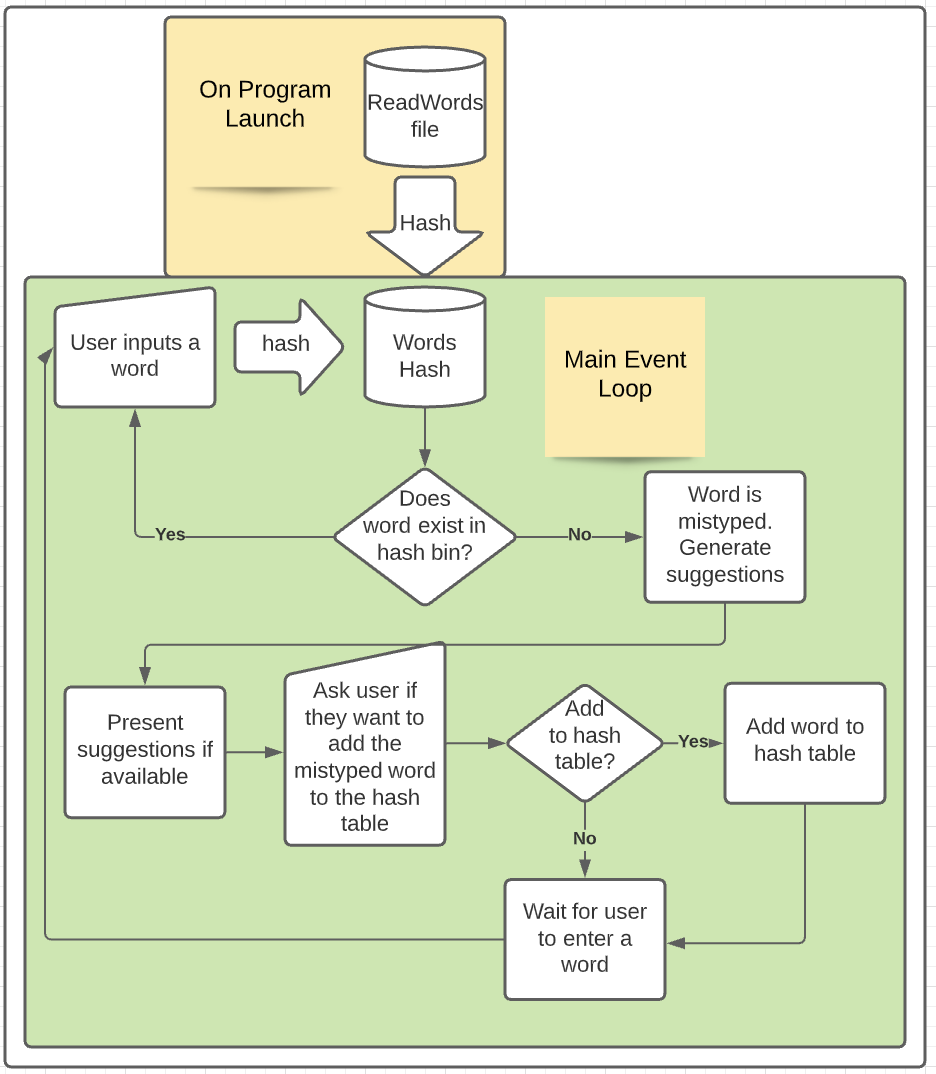 On Program
Launch
ReadWords
file
Hash
User inputs a
word
hash
Words
Hash
Main Event
Loop
Does
word exist in
hash bin?
Yes
No
Word is
mistyped.
Generate
suggestions
Present
suggestions if
available
Ask user if
they want to
add the
mistyped word
to the hash
table
Add
to hash
table?
Yes
Add word to
hash table
No
Wait for user
to enter a
word